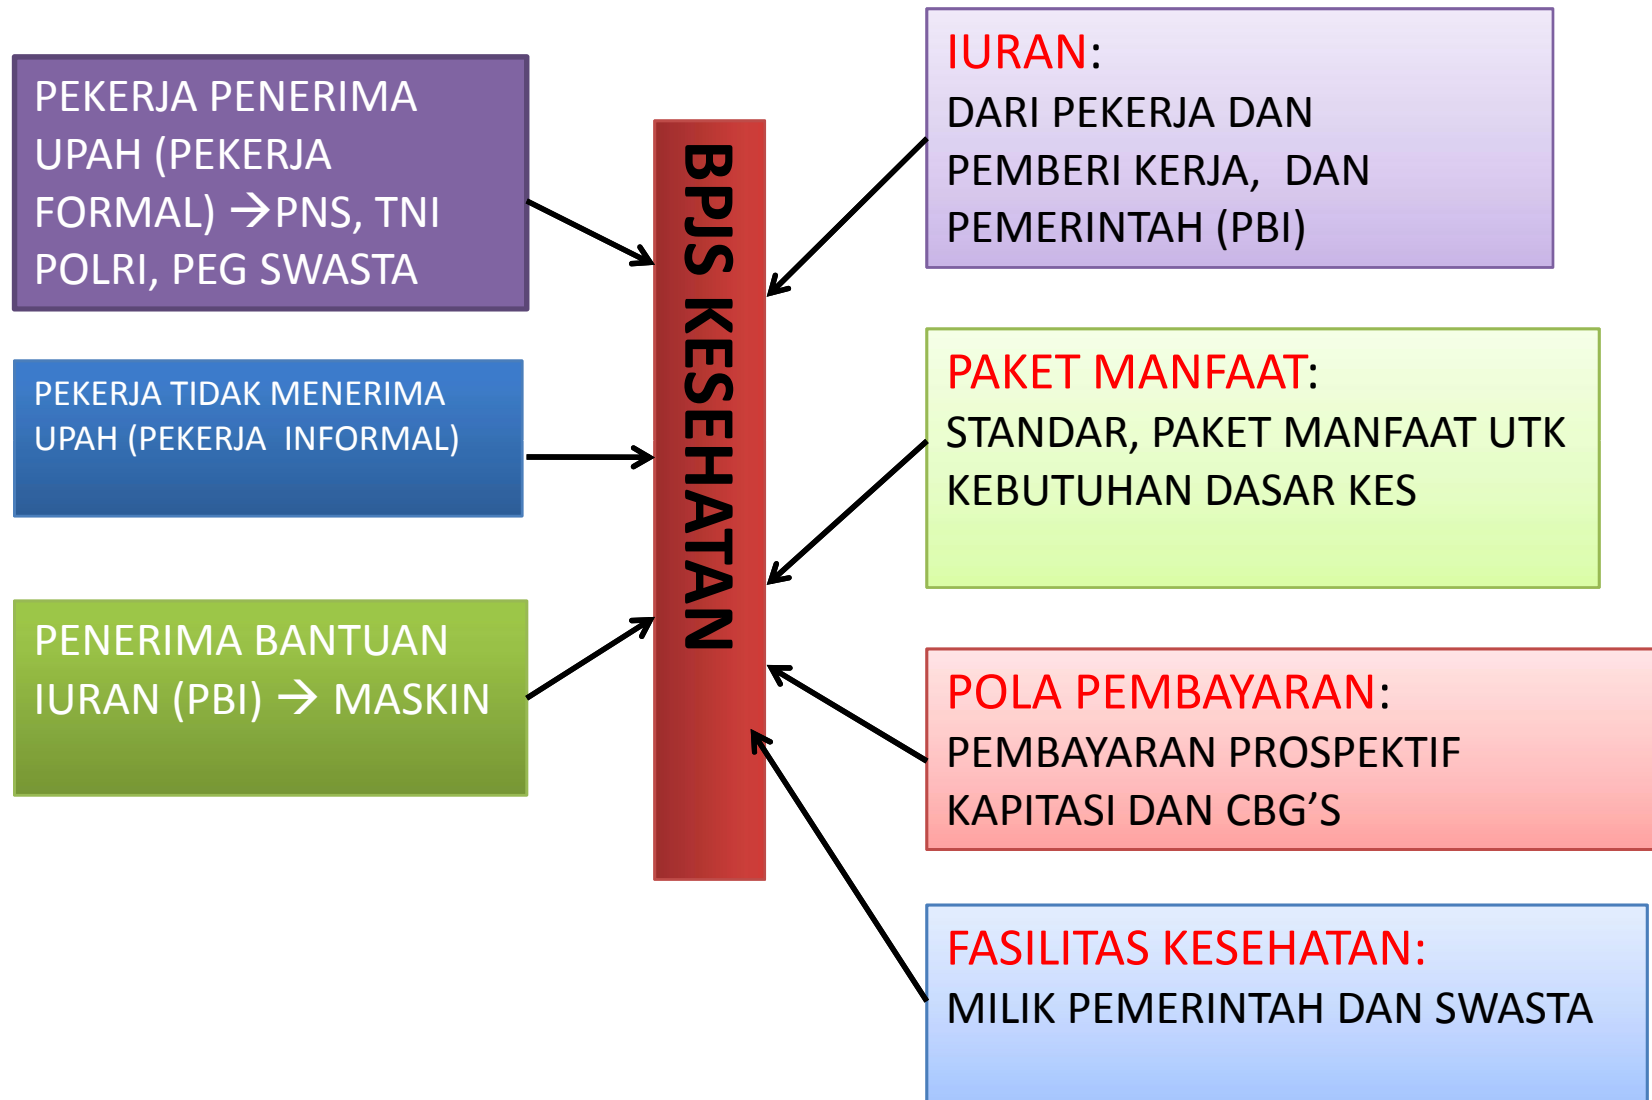 PEKERJA PENERIMA
UPAH (PEKERJA
FORMAL) →PNS, TNI
POLRI, PEG SWASTA
PEKERJA TIDAK MENERIMA
UPAH (PEKERJA  INFORMAL)
PENERIMA BANTUAN
IURAN (PBI) → MASKIN
BPJS KESEHATAN
IURAN:
DARI PEKERJA DAN
PEMBERI KERJA,  DAN
PEMERINTAH (PBI)
PAKET MANFAAT:
STANDAR, PAKET MANFAAT UTK
KEBUTUHAN DASAR KES
POLA PEMBAYARAN:
PEMBAYARAN PROSPEKTIF
KAPITASI DAN CBG’S
FASILITAS KESEHATAN:
MILIK PEMERINTAH DAN SWASTA